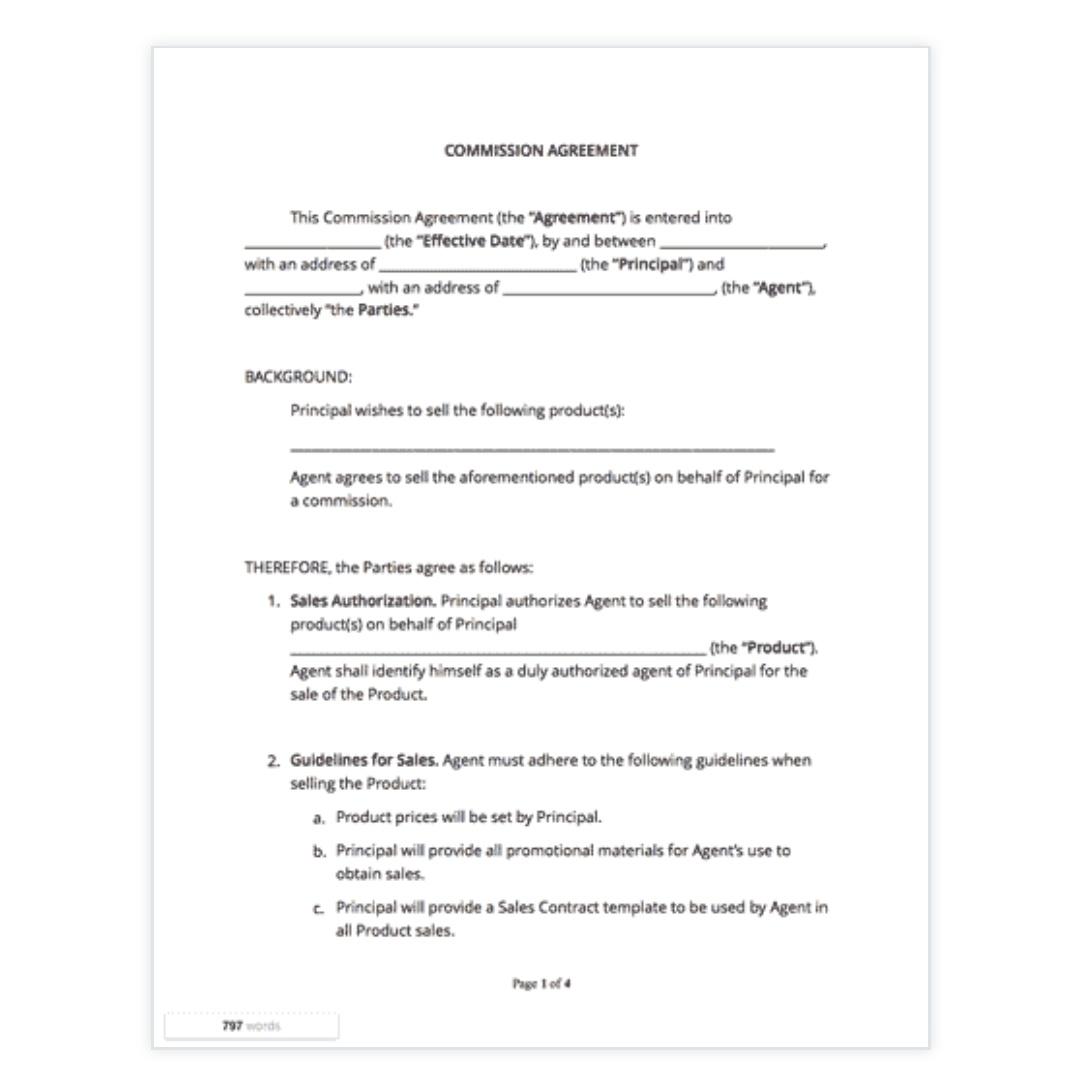 COMMISSION AGREEMENT
This Commission Agreement (the "Agreement") is entered into
__________________ (the "Effective Date"), by and between ______________________,
with an address of __________________________ (the "Principal") and
________________, with an address of ____________________________, (the "Agent"),
collectively "the Parties."
BACKGROUND:
Principal wishes to sell the following product(s):
________________________________________________________________
Agent agrees to sell the aforementioned product(s) on behalf of Principal for
a commission.
THEREFORE, the Parties agree as follows:
1. Sales Authorization. Principal authorizes Agent to sell the following
product(s) on behalf of Principal
_______________________________________________________ (the "Product").
Agent shall identify himself as a duly authorized agent of Principal for the
sale of the Product.
2. Guidelines for Sales. Agent must adhere to the following guidelines when
selling the Product:
a. Product prices will be set by Principal.
b. Principal will provide all promotional materials for Agent's use to
obtain sales.
c. Principal will provide a Sales Contract template to be used by Agent in
all Product sales.
Page 1 of 4
797 words